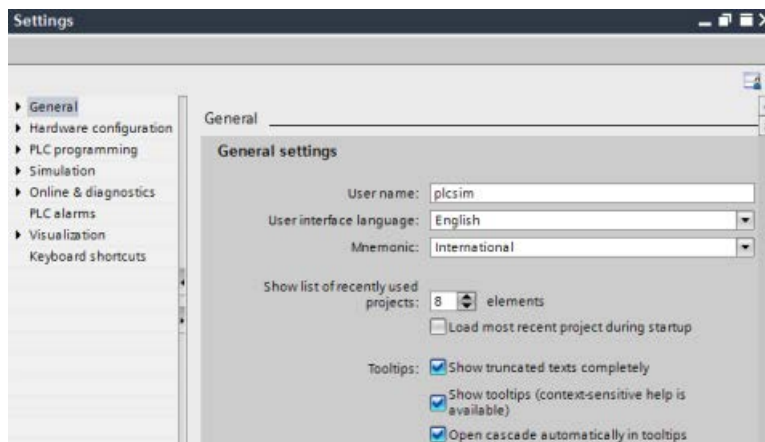 Settings
General
Hardware configuration
PLC programming
Simulation
Online & diagnostics
PLC alarms
Visualization
Keyboard shortcuts
General
General settings
User name: plcsim
User interface language: English
Mnemonic: International
Show list of recently used
projects: 8 elements
Load most recent project during startup
Tooltips: Show truncated texts completely
Show tooltips (context-sensitive help is
available)
Open cascade automatically in tooltips